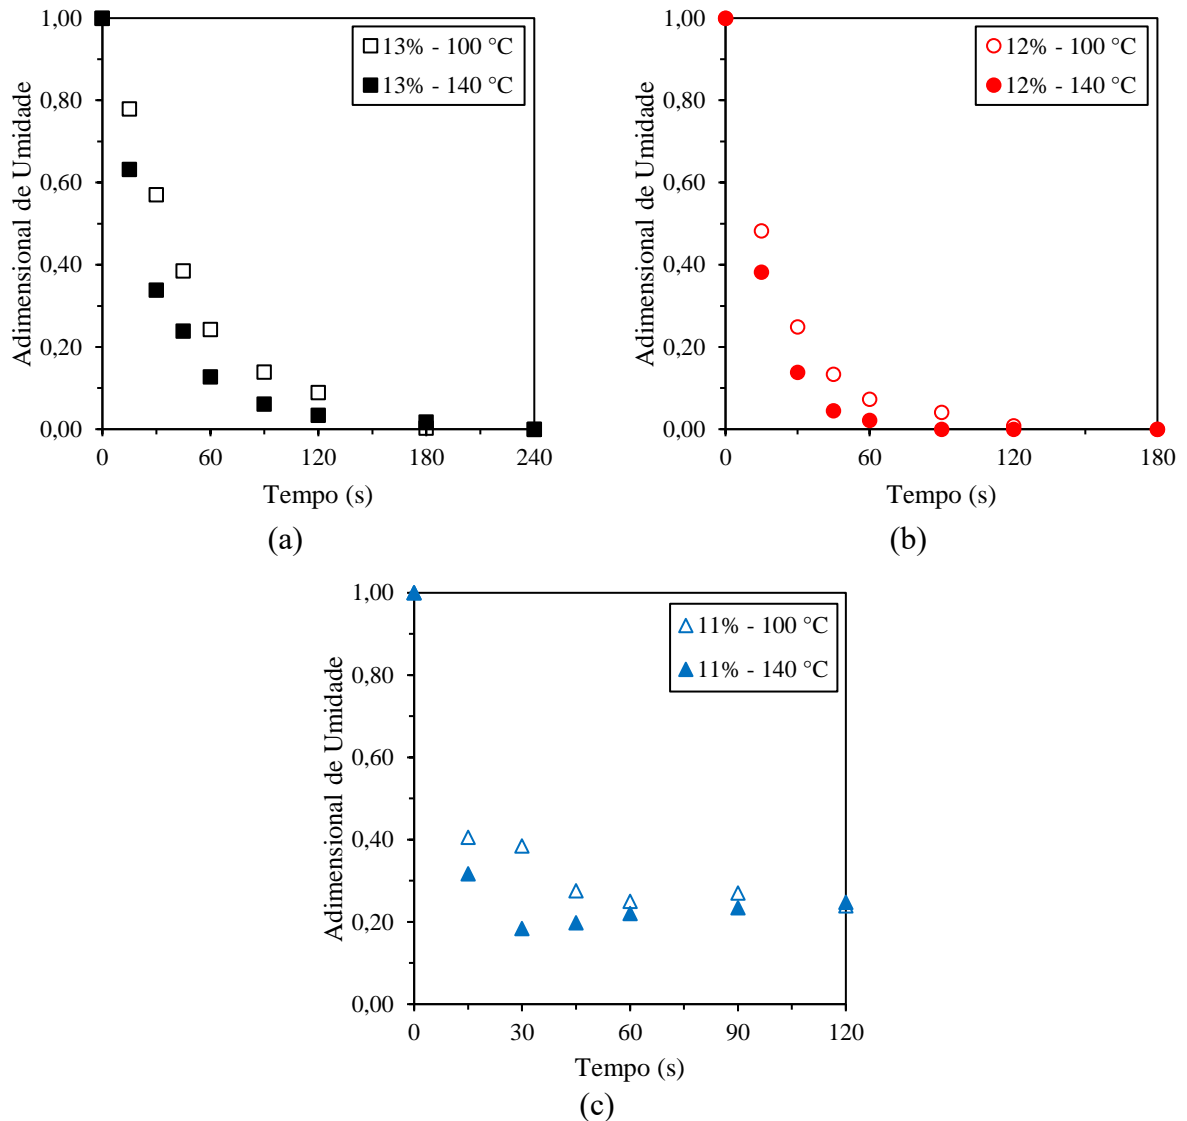 1,00
0,80
0,60
0,40
0,20
0,00
Adimensional de Umidade
13% - 100 °C
13% - 140 °C
0 60 120 180 240
Tempo (s)
(a)
1,00
0,80
0,60
0,40
0,20
0,00
Adimensional de Umidade
12% - 100 °C
12% - 140 °C
0 60 120 180
Tempo (s)
(b)
1,00
0,80
0,60
0,40
0,20
0,00
Adimensional de Umidade
11% - 100 °C
11% - 140 °C
0 30 60 90 120
Tempo (s)
(c)